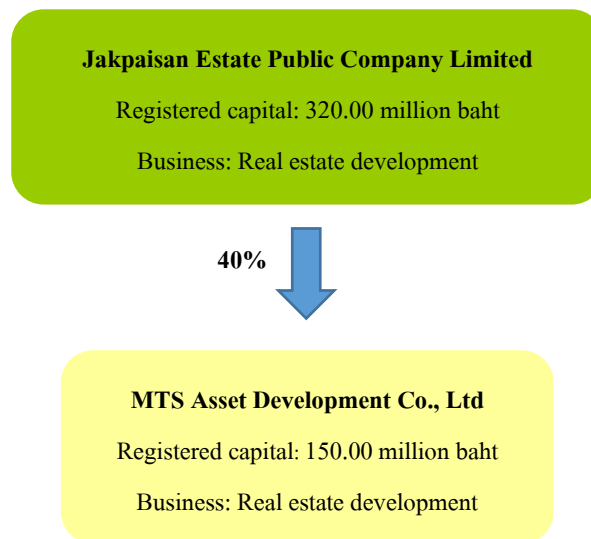 Jakpaisan Estate Public Company Limited
Registered capital: 320.00 million baht
Business: Real estate development
40%
MTS Asset Development Co., Ltd
Registered capital: 150.00 million baht
Business: Real estate development